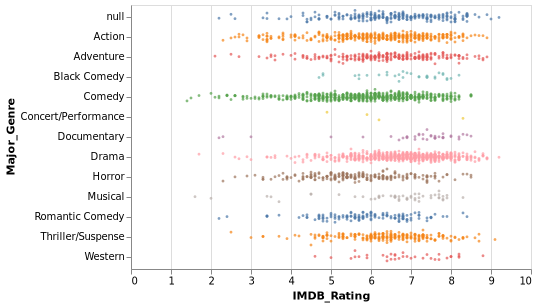 null
Action
Adventure
Black Comedy
Comedy
Concert/Performance
Documentary
Drama
Horror
Musical
Romantic Comedy
Thriller/Suspense
Western
Major_Genre
0 1 2 3 4 5 6 7 8 9 10
IMDB_Rating